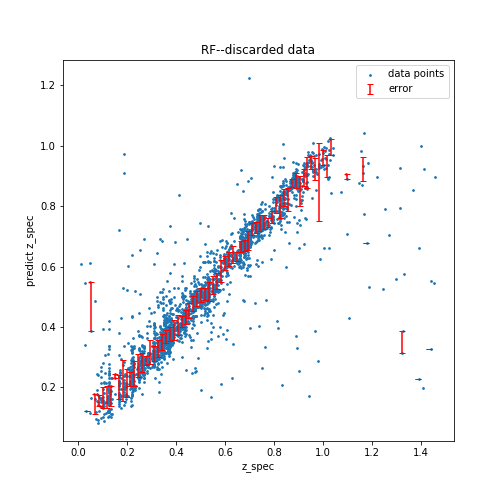 RF--discarded data
data points
error
predict z_spec
1.2
1.0
0.8
0.6
0.4
0.2
0.0 0.2 0.4 0.6 0.8 1.0 1.2 1.4
z_spec